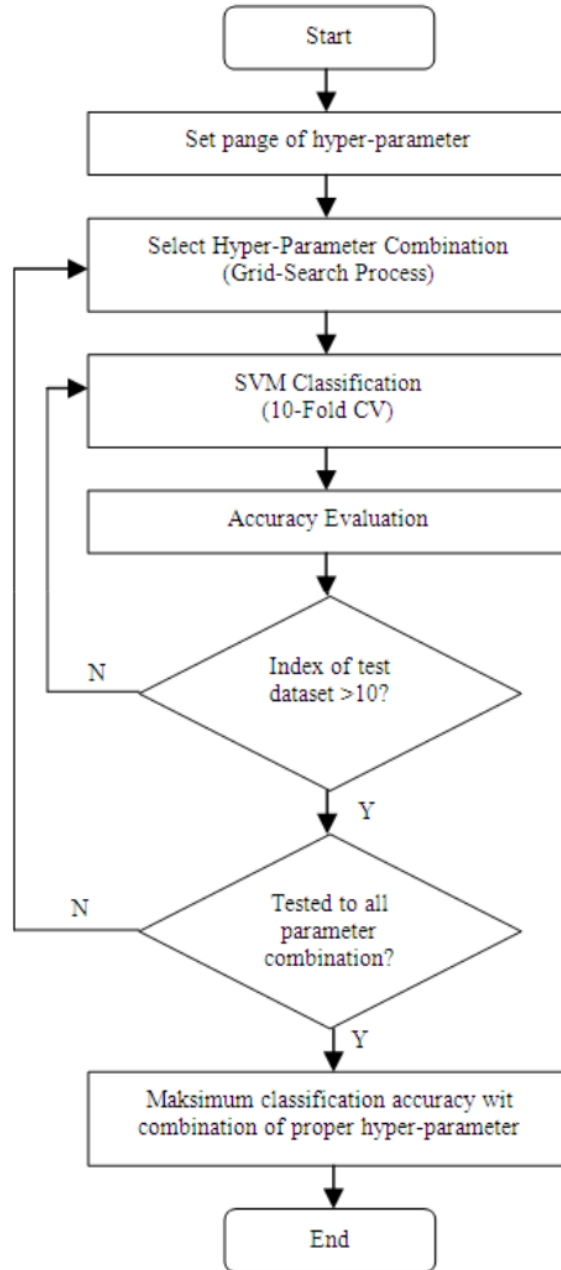 Start
Set pange of hyper-parameter
Select Hyper-Parameter Combination
(Grid-Search Process)
SVM Classification
(10-Fold CV)
Accuracy Evaluation
Index of test
dataset >10?
N
Y
Tested to all
parameter
combination?
N
Y
Maksimum classification accuracy wit
combination of proper hyper-parameter
End